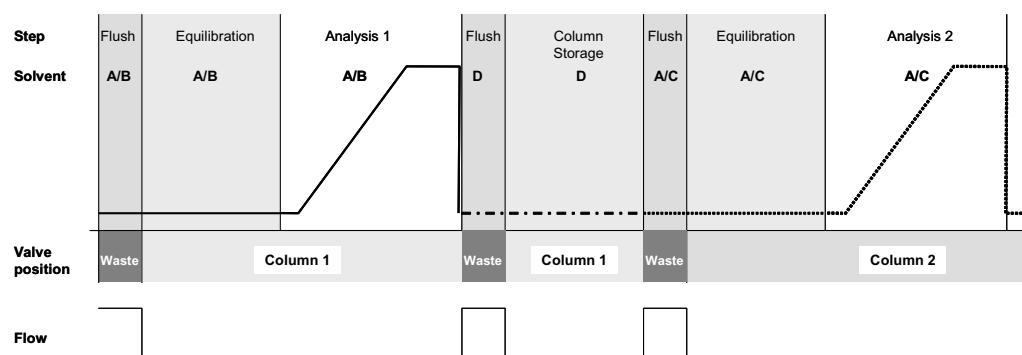 Step Flush Equilibration Analysis 1 Flush Column Flush Equilibration Analysis 2
Storage
Solvent A/B A/B A/B D D A/C A/C A/C
Valve
position Waste Column 1 Waste Column 1 Waste Column 2
Flow